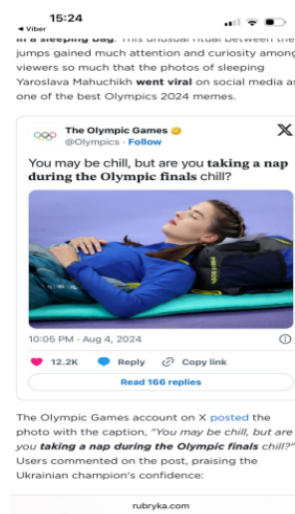 15:24
Viber
in a sleeping bag. This unusual ritual between the
jumps gained much attention and curiosity among
viewers so much that the photos of sleeping
Yaroslava Mahuchikh went viral on social media as
one of the best Olympics 2024 memes.
The Olympic Games
@Olympics · Follow
You may be chill, but are you taking a nap
during the Olympic finals chill?
10:05 PM · Aug 4, 2024
12.2K Reply Copy link
Read 166 replies
The Olympic Games account on X posted the
photo with the caption, "You may be chill, but are
you taking a nap during the Olympic finals chill?"
Users commented on the post, praising the
Ukrainian champion's confidence:
rubryka.com